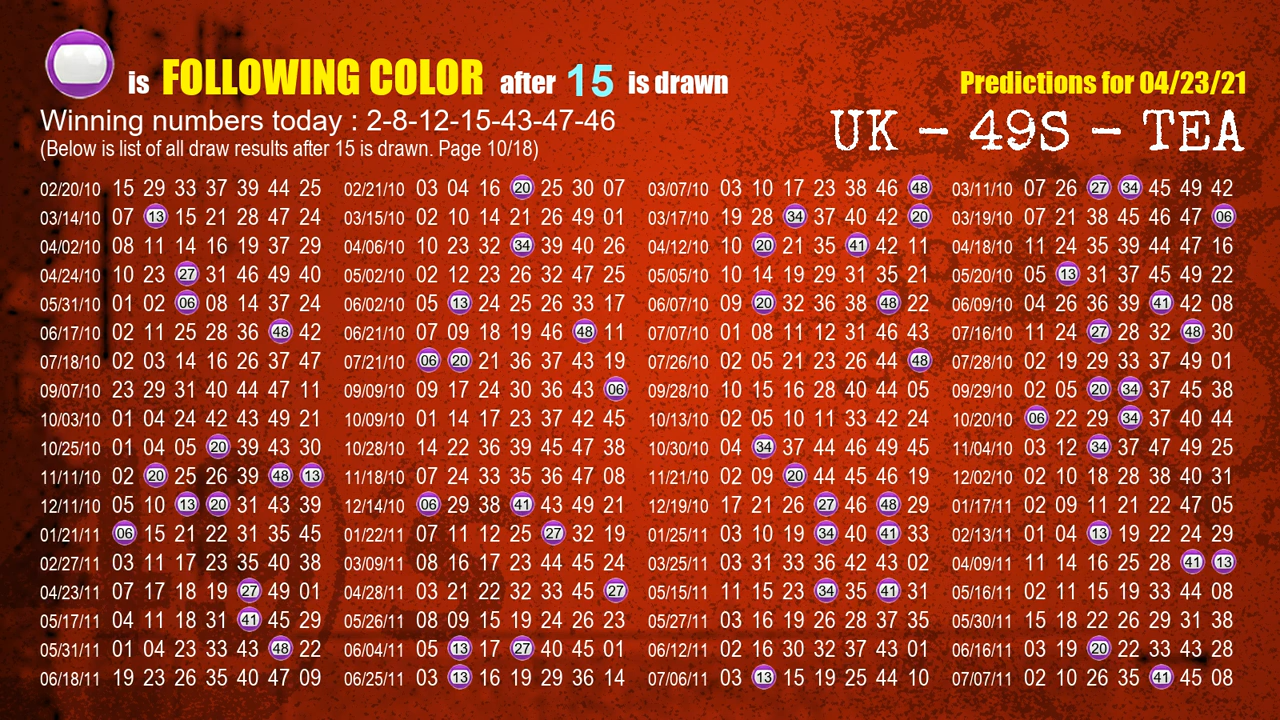 is FOLLOWING COLOR after 15 is drawn
Predictions for 04/23/21
Winning numbers today : 2-8-12-15-43-47-46
UK - 49S - TEA
(Below is list of all draw results after 15 is drawn. Page 10/18)
02/20/10 15 29 33 37 39 44 25 02/21/10 03 04 16 20 25 30 07 03/07/10 03 10 17 23 38 46 48 03/11/10 07 26 27 34 45 49 42
03/14/10 07 13 15 21 28 47 24 03/15/10 02 10 14 21 26 49 01 03/17/10 19 28 34 37 40 42 20 03/19/10 07 21 38 45 46 47 06
04/02/10 08 11 14 16 19 37 29 04/06/10 10 23 32 34 39 40 26 04/12/10 10 20 21 35 41 42 11 04/18/10 11 24 35 39 44 47 16
04/24/10 10 23 27 31 46 49 40 05/02/10 02 12 23 26 32 47 25 05/05/10 10 14 19 29 31 35 21 05/20/10 05 13 31 37 45 49 22
05/31/10 01 02 06 08 14 37 24 06/02/10 05 13 24 25 26 33 17 06/07/10 09 20 32 36 38 48 22 06/09/10 04 26 36 39 41 42 08
06/17/10 02 11 25 28 36 48 42 06/21/10 07 09 18 19 46 48 11 07/07/10 01 08 11 12 31 46 43 07/16/10 11 24 27 28 32 48 30
07/18/10 02 03 14 16 26 37 47 07/21/10 06 20 21 36 37 43 19 07/26/10 02 05 21 23 26 44 48 07/28/10 02 19 29 33 37 49 01
09/07/10 23 29 31 40 44 47 11 09/09/10 09 17 24 30 36 43 06 09/28/10 10 15 16 28 40 44 05 09/29/10 02 05 20 34 37 45 38
10/03/10 01 04 24 42 43 49 21 10/09/10 01 14 17 23 37 42 45 10/13/10 02 05 10 11 33 42 24 10/20/10 06 22 29 34 37 40 44
10/25/10 01 04 05 20 39 43 30 10/28/10 14 22 36 39 45 47 38 10/30/10 04 34 37 44 46 49 45 11/04/10 03 12 34 37 47 49 25
11/11/10 02 20 25 26 39 48 13 11/18/10 07 24 33 35 36 47 08 11/21/10 02 09 20 44 45 46 19 12/02/10 02 10 18 28 38 40 31
12/11/10 05 10 13 20 31 43 39 12/14/10 06 29 38 41 43 49 21 12/19/10 17 21 26 27 46 48 29 01/17/11 02 09 11 21 22 47 05
01/21/11 06 15 21 22 31 35 45 01/22/11 07 11 12 25 27 32 19 01/25/11 03 10 19 34 40 41 33 02/13/11 01 04 13 19 22 24 29
02/27/11 03 11 17 23 35 40 38 03/09/11 08 16 17 23 44 45 24 03/25/11 03 31 33 36 42 43 02 04/09/11 11 14 16 25 28 41 13
04/23/11 07 17 18 19 27 49 01 04/28/11 03 21 22 32 33 45 27 05/15/11 11 15 23 34 35 41 31 05/16/11 02 11 15 19 33 44 08
05/17/11 04 11 18 31 41 45 29 05/26/11 08 09 15 19 24 26 23 05/27/11 03 16 19 26 28 37 35 05/30/11 15 18 22 26 29 31 38
05/31/11 01 04 23 33 43 48 22 06/04/11 05 13 17 27 40 45 01 06/12/11 02 16 30 32 37 43 01 06/16/11 03 19 20 22 33 43 28
06/18/11 19 23 26 35 40 47 09 06/25/11 03 13 16 19 29 36 14 07/06/11 03 13 15 19 25 44 10 07/07/11 02 10 26 35 41 45 08